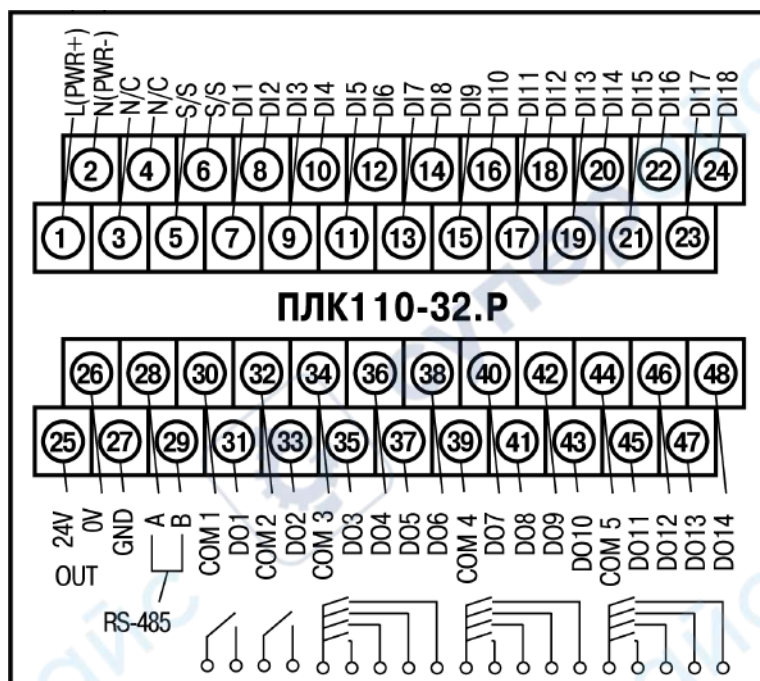 L(PWR+) N(PWR-) N/C N/C S/S S/S DI1 DI2 DI3 DI4 DI5 DI6 DI7 DI8 DI9 DI10 DI11 DI12 DI13 DI14 DI15 DI16 DI17 DI18
2 4 6 8 10 12 14 16 18 20 22 24
1 3 5 7 9 11 13 15 17 19 21 23
ПЛК110-32.Р
26 28 30 32 34 36 38 40 42 44 46 48
25 27 29 31 33 35 37 39 41 43 45 47
24V 0V GND A B COM 1 DO1 COM2 DO2 COM 3 DO3 DO4 DO5 DO6 COM 4 DO7 DO8 DO9 DO10 COM 5 DO11 DO12 DO13 DO14
OUT
RS-485